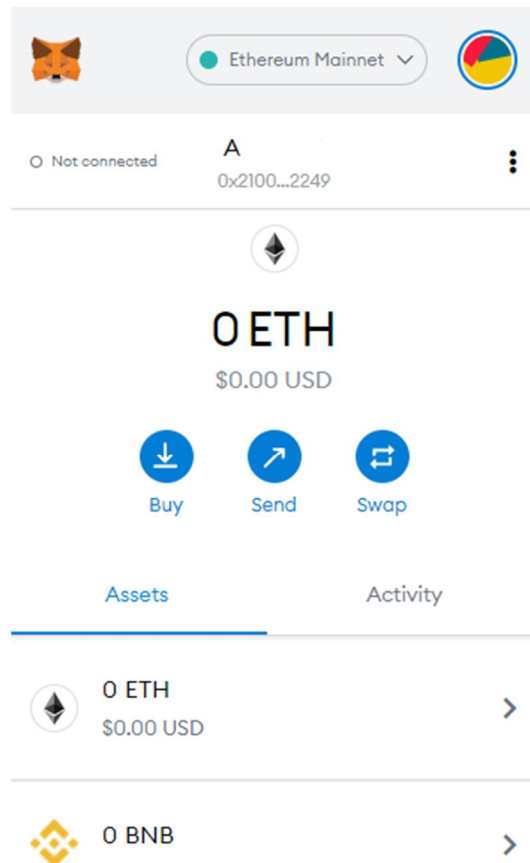 Ethereum Mainnet
Not connected
A
0x2100...2249
0 ETH
$0.00 USD
Buy Send Swap
Assets Activity
0 ETH
$0.00 USD
0 BNB